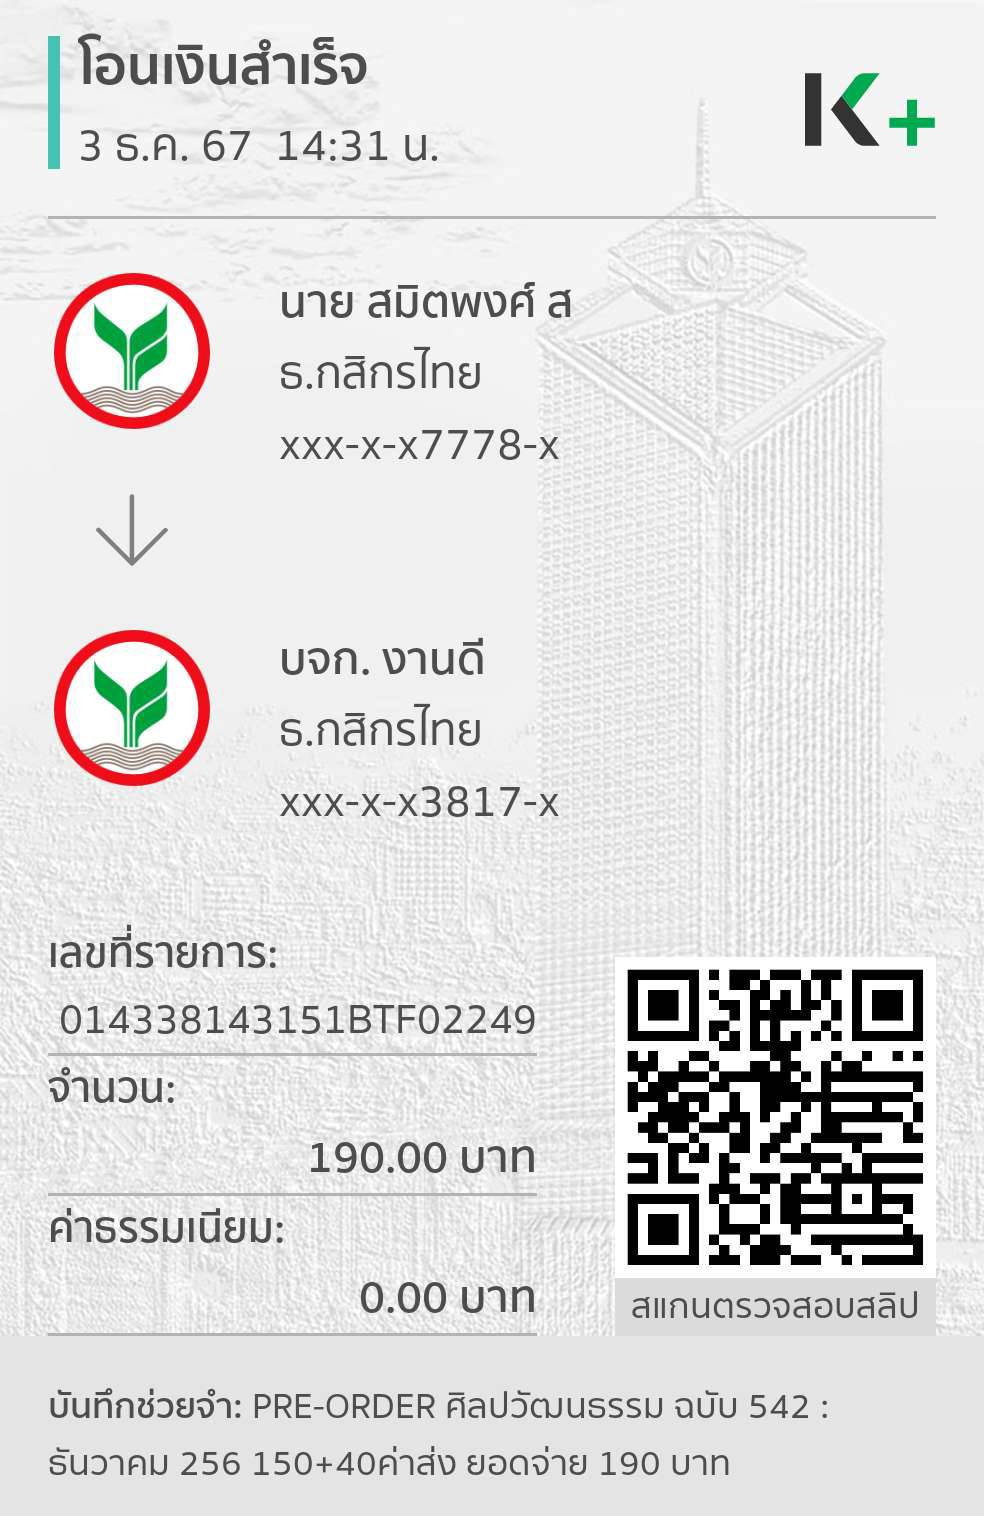 โอนเงินสำเร็จ
3 ธ.ค. 67 14:31 น.
K+
นาย สมิตพงศ์ ส
ธ.กสิกรไทย
xxx-x-x7778-x
บจก. งานดี
ธ.กสิกรไทย
xxx-x-x3817-x
เลขที่รายการ:
014338143151BTF02249
จำนวน:
190.00 บาท
ค่าธรรมเนียม:
0.00 บาท
สแกนตรวจสอบสลิป
บันทึกช่วยจำ: PRE-ORDER ศิลปวัฒนธรรม ฉบับ 542 :
ธันวาคม 256 150+40ค่าส่ง ยอดจ่าย 190 บาท